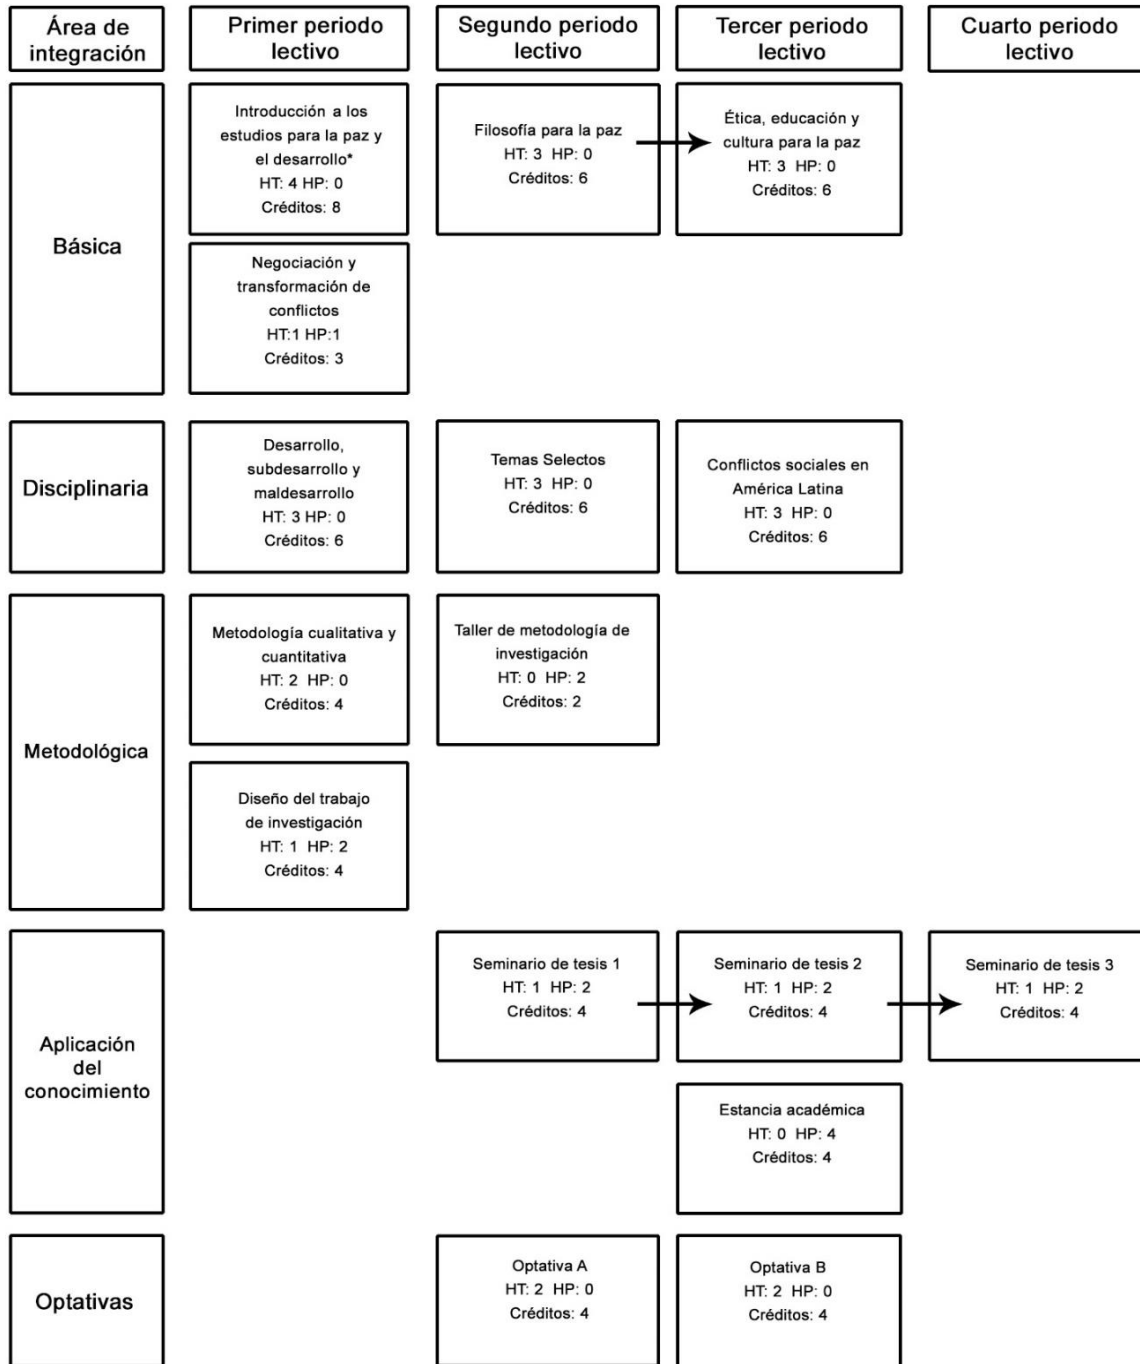 Área de
integración
Primer periodo
lectivo
Segundo periodo
lectivo
Tercer periodo
lectivo
Cuarto periodo
lectivo
Básica
Introducción a los
estudios para la paz y
el desarrollo*
HT: 4 HP: 0
Créditos: 8
Filosofía para la paz
HT: 3 HP: 0
Créditos: 6
Ética, educación y
cultura para la paz
HT: 3 HP: 0
Créditos: 6
Negociación y
transformación de
conflictos
HT:1 HP:1
Créditos: 3
Disciplinaria
Desarrollo,
subdesarrollo y
maldesarrollo
HT: 3 HP: 0
Créditos: 6
Temas Selectos
HT: 3 HP: 0
Créditos: 6
Conflictos sociales en
América Latina
HT: 3 HP: 0
Créditos: 6
Metodológica
Metodología cualitativa y
cuantitativa
HT: 2 HP: 0
Créditos: 4
Taller de metodología de
investigación
HT: 0 HP: 2
Créditos: 2
Diseño del trabajo
de investigación
HT: 1 HP: 2
Créditos: 4
Aplicación
del
conocimiento
Seminario de tesis 1
HT: 1 HP: 2
Créditos: 4
Seminario de tesis 2
HT: 1 HP: 2
Créditos: 4
Seminario de tesis 3
HT: 1 HP: 2
Créditos: 4
Estancia académica
HT: 0 HP: 4
Créditos: 4
Optativas
Optativa A
HT: 2 HP: 0
Créditos: 4
Optativa B
HT: 2 HP: 0
Créditos: 4